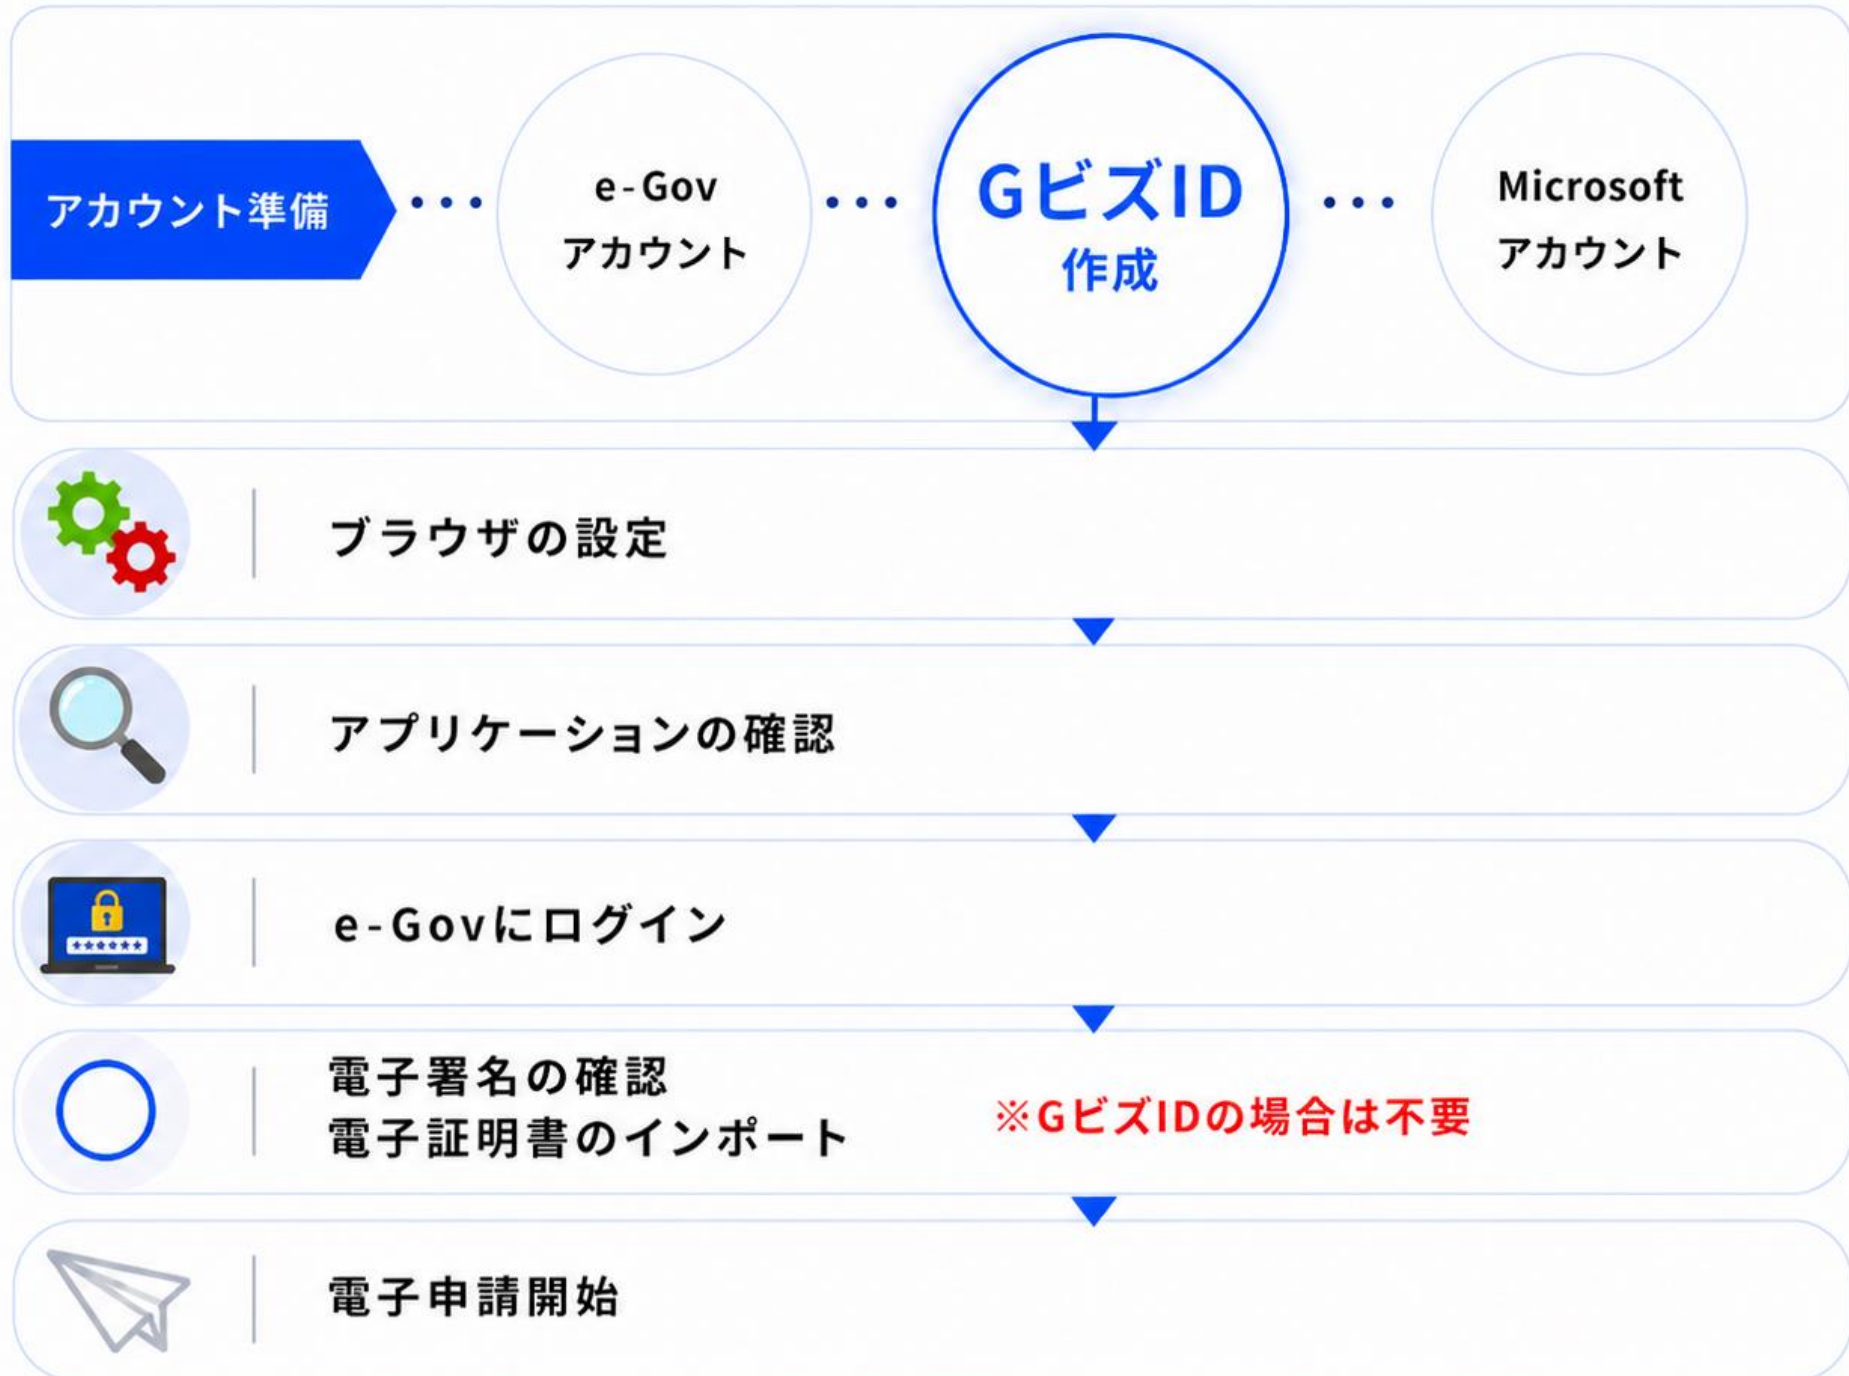 アカウント準備
e-Gov
アカウント
GビズID
作成
Microsoft
アカウント
ブラウザの設定
アプリケーションの確認
******
e-Govにログイン
電子署名の確認
電子証明書のインポート
※GビズIDの場合は不要
電子申請開始